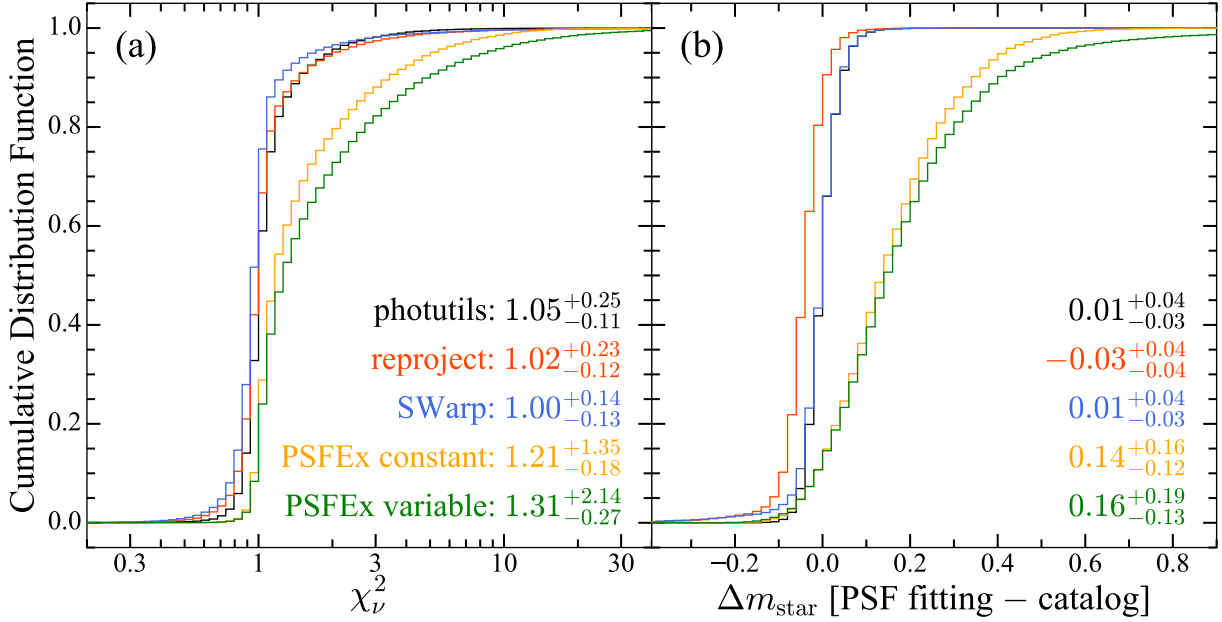 Cumulative Distribution Function
1.0
0.8
0.6
0.4
0.2
0.0
(a)
photutils: 1.05 +0.25 −0.11
reproject: 1.02 +0.23 −0.12
SWarp: 1.00 +0.14 −0.13
PSFEx constant: 1.21 +1.35 −0.18
PSFEx variable: 1.31 +2.14 −0.27
0.3 1 3 10 30
χ²ν
(b)
0.01 +0.04 −0.03
−0.03 +0.04 −0.04
0.01 +0.04 −0.03
0.14 +0.16 −0.12
0.16 +0.19 −0.13
−0.2 0.0 0.2 0.4 0.6 0.8
Δm star [PSF fitting − catalog]